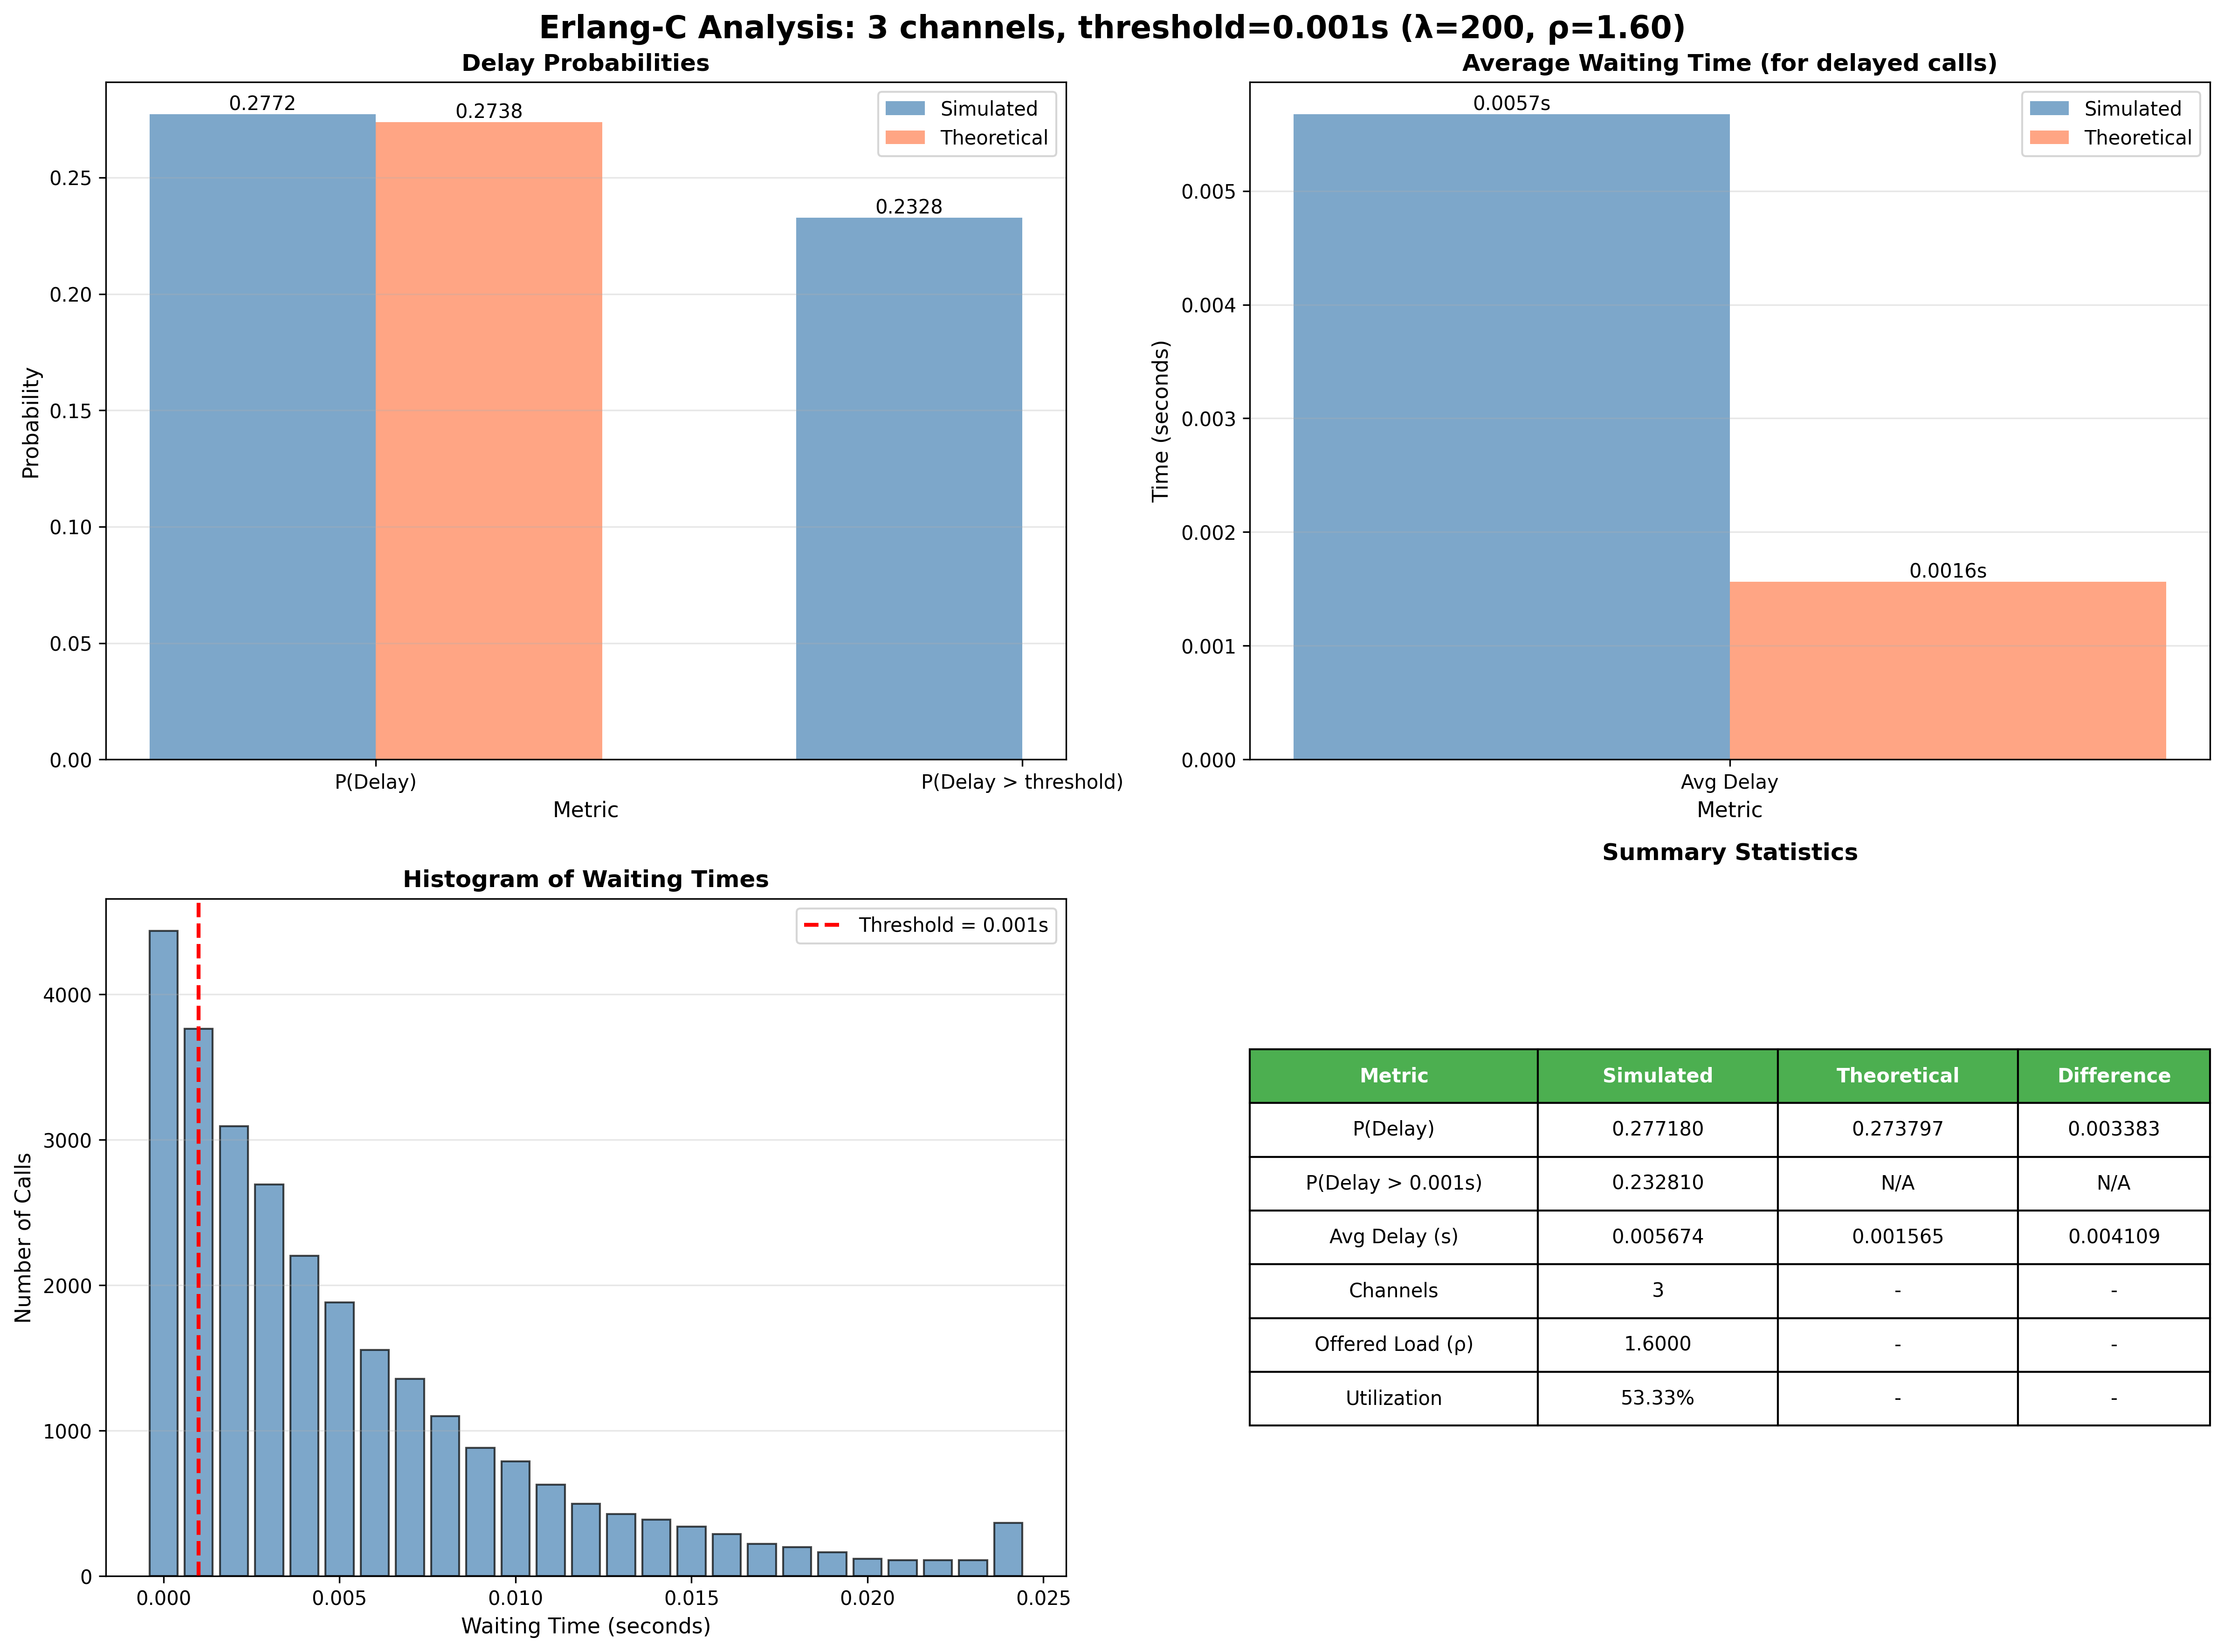 Erlang-C Analysis: 3 channels, threshold=0.001s (λ=200, ρ=1.60)
Delay Probabilities
0.2772
0.2738
0.2328
Simulated
Theoretical
0.25
0.20
0.15
0.10
0.05
0.00
Probability
P(Delay)
P(Delay > threshold)
Metric
Average Waiting Time (for delayed calls)
0.0057s
0.0016s
Simulated
Theoretical
0.005
0.004
0.003
0.002
0.001
0.000
Time (seconds)
Avg Delay
Metric
Histogram of Waiting Times
Threshold = 0.001s
4000
3000
2000
1000
0
Number of Calls
0.000 0.005 0.010 0.015 0.020 0.025
Waiting Time (seconds)
Summary Statistics
Metric Simulated Theoretical Difference
P(Delay) 0.277180 0.273797 0.003383
P(Delay > 0.001s) 0.232810 N/A N/A
Avg Delay (s) 0.005674 0.001565 0.004109
Channels 3 - -
Offered Load (ρ) 1.6000 - -
Utilization 53.33% - -